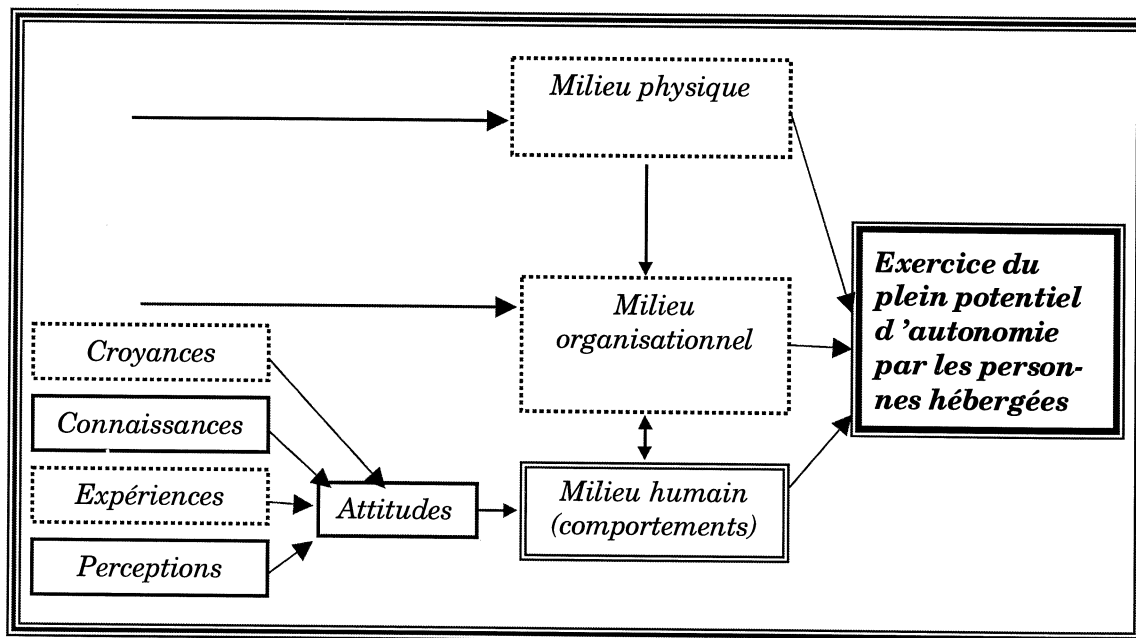 Milieu physique
Milieu
organisationnel
Exercice du
plein potentiel
d 'autonomie
par les person-
nes hébergées
Croyances
Connaissances
Expériences
Perceptions
Attitudes
Milieu humain
(comportements)